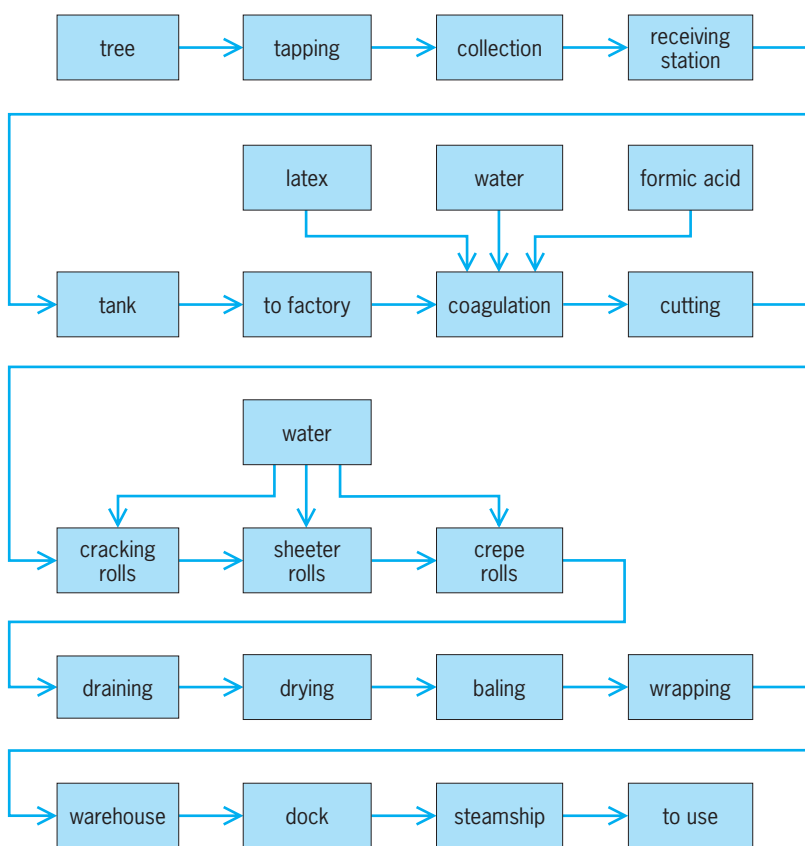 tree
tapping
collection
receiving
station
latex
water
formic acid
tank
to factory
coagulation
cutting
water
cracking
rolls
sheeter
rolls
crepe
rolls
draining
drying
baling
wrapping
warehouse
dock
steamship
to use